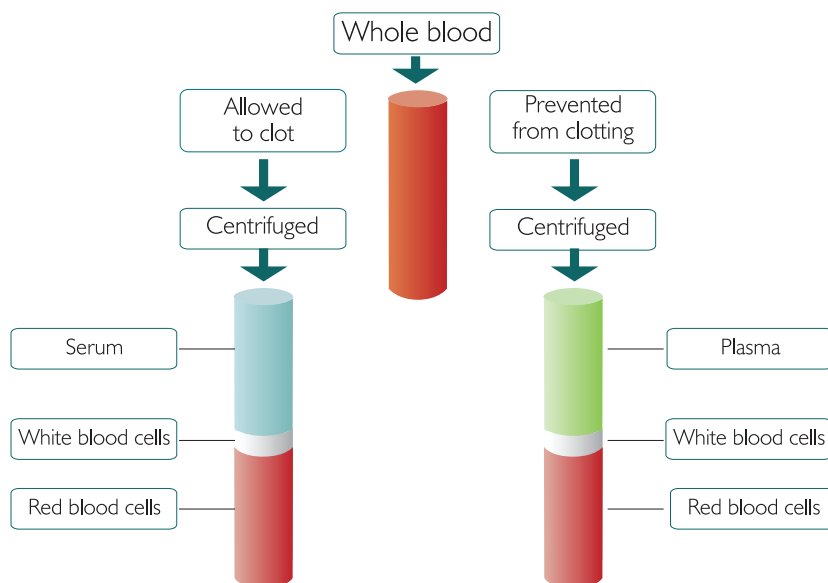 Whole blood
Allowed
to clot
Prevented
from clotting
Centrifuged
Centrifuged
Serum
Plasma
White blood cells
White blood cells
Red blood cells
Red blood cells